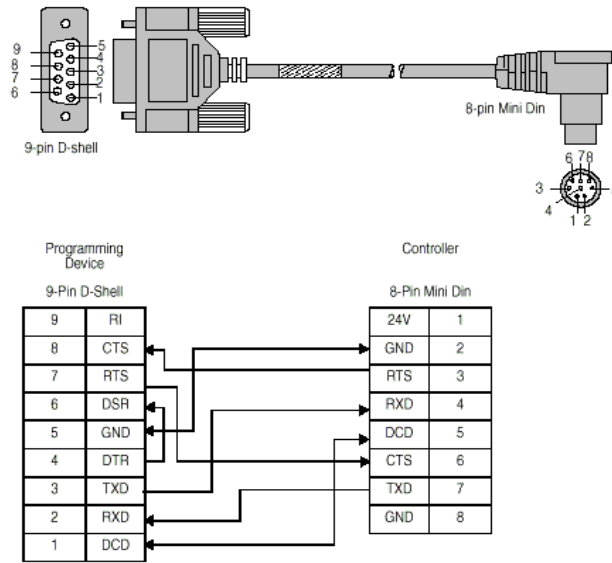 9
8
7
6
5
4
3
2
1
9-pin D-shell
8-pin Mini Din
6 7 8
3
4
1 2
Programming
Device
9-Pin D-Shell
9 RI
8 CTS
7 RTS
6 DSR
5 GND
4 DTR
3 TXD
2 RXD
1 DCD
Controller
8-Pin Mini Din
24V 1
GND 2
RTS 3
RXD 4
DCD 5
CTS 6
TXD 7
GND 8